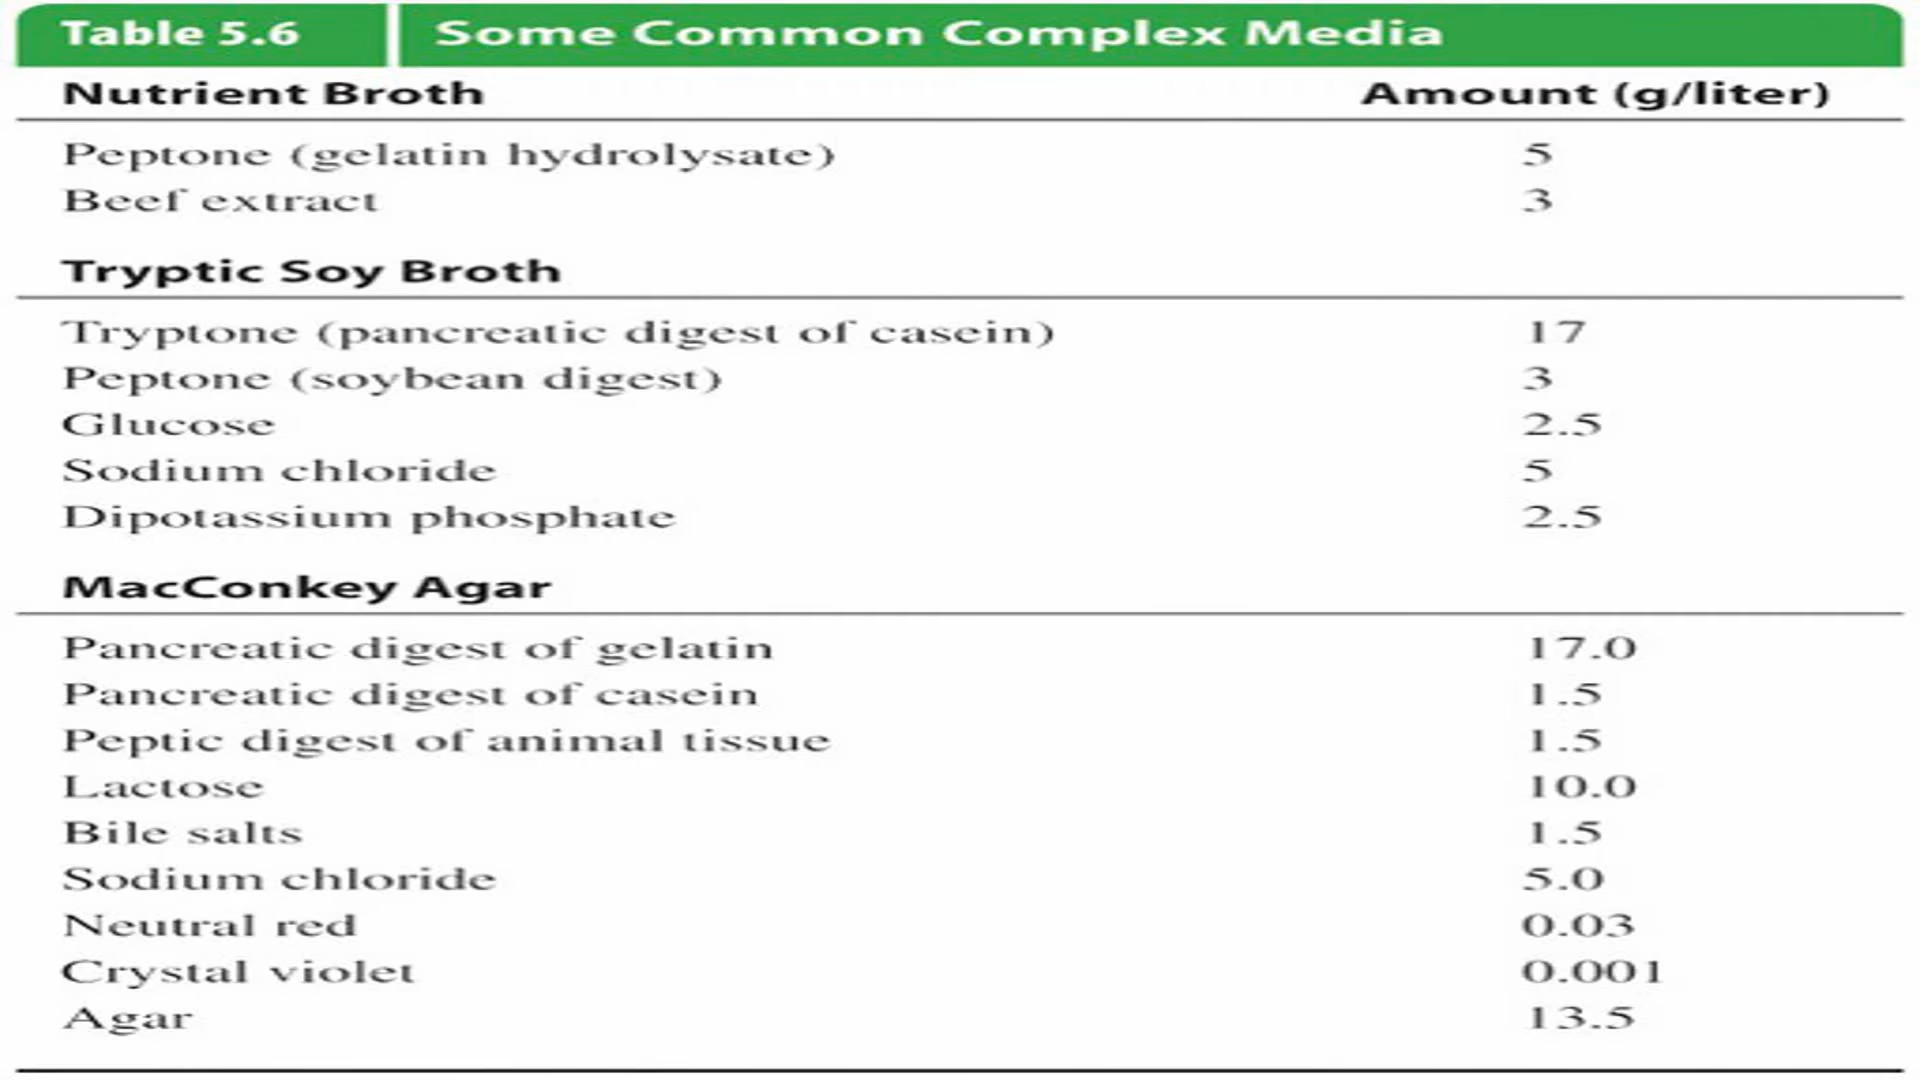 Table 5.6 Some Common Complex Media
Nutrient Broth Amount (g/liter)
Peptone (gelatin hydrolysate) 5
Beef extract 3
Tryptic Soy Broth
Tryptone (pancreatic digest of casein) 17
Peptone (soybean digest) 3
Glucose 2.5
Sodium chloride 5
Dipotassium phosphate 2.5
MacConkey Agar
Pancreatic digest of gelatin 17.0
Pancreatic digest of casein 1.5
Peptic digest of animal tissue 1.5
Lactose 10.0
Bile salts 1.5
Sodium chloride 5.0
Neutral red 0.03
Crystal violet 0.001
Agar 13.5